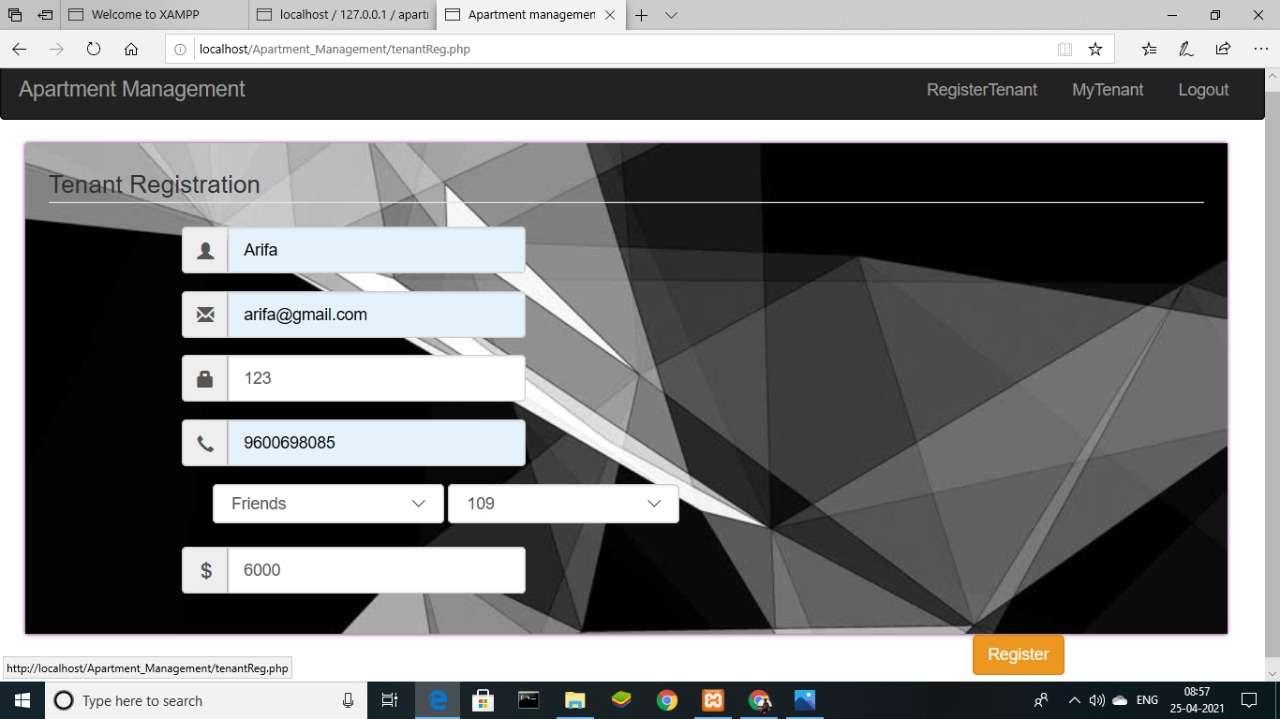 Welcome to XAMPP
localhost / 127.0.0.1 / apart
Apartment managemen
localhost/Apartment_Management/tenantReg.php
Apartment Management
RegisterTenant
MyTenant
Logout
Tenant Registration
Arifa
arifa@gmail.com
123
9600698085
Friends
109
$
6000
Register
http://localhost/Apartment_Management/tenantReg.php
Type here to search
ENG
08:57
25-04-2021